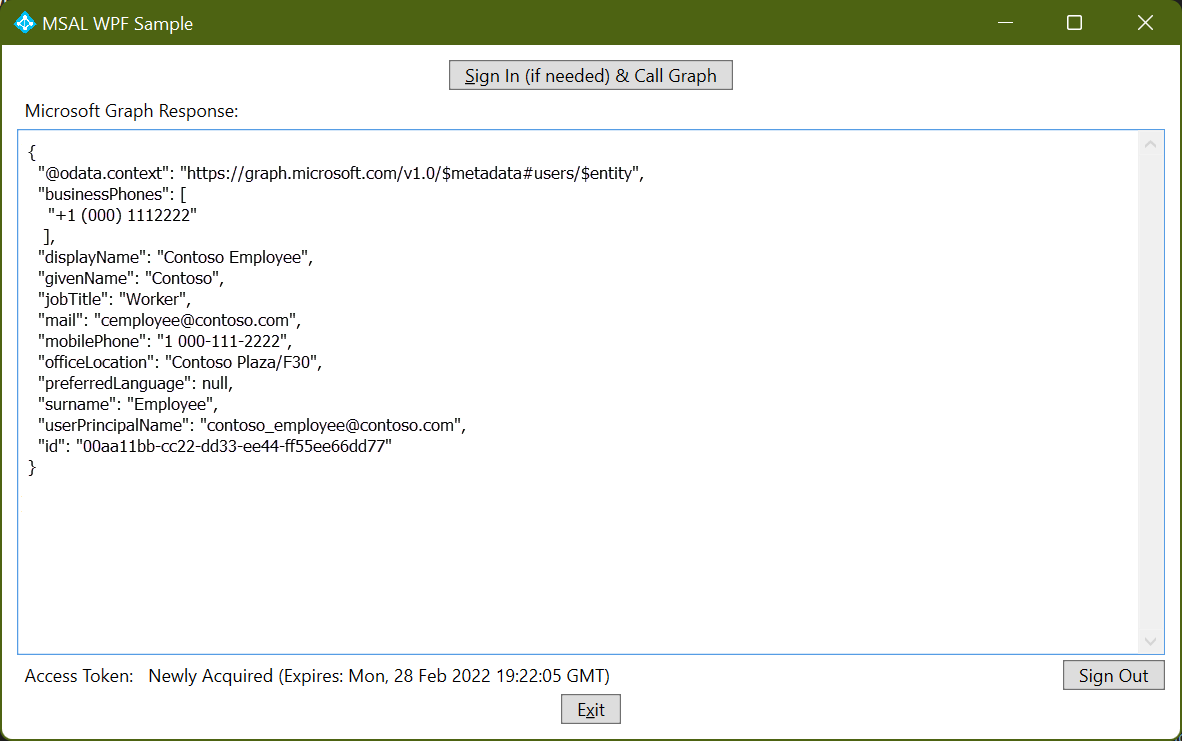 MSAL WPF Sample
Sign In (if needed) & Call Graph
Microsoft Graph Response:
{
"@odata.context": "https://graph.microsoft.com/v1.0/$metadata#users/$entity",
"businessPhones": [
"+1 (000) 1112222"
],
"displayName": "Contoso Employee",
"givenName": "Contoso",
"jobTitle": "Worker",
"mail": "cemployee@contoso.com",
"mobilePhone": "1 000-111-2222",
"officeLocation": "Contoso Plaza/F30",
"preferredLanguage": null,
"surname": "Employee",
"userPrincipalName": "contoso_employee@contoso.com",
"id": "00aa11bb-cc22-dd33-ee44-ff55ee66dd77"
}
Access Token: Newly Acquired (Expires: Mon, 28 Feb 2022 19:22:05 GMT)
Sign Out
Exit